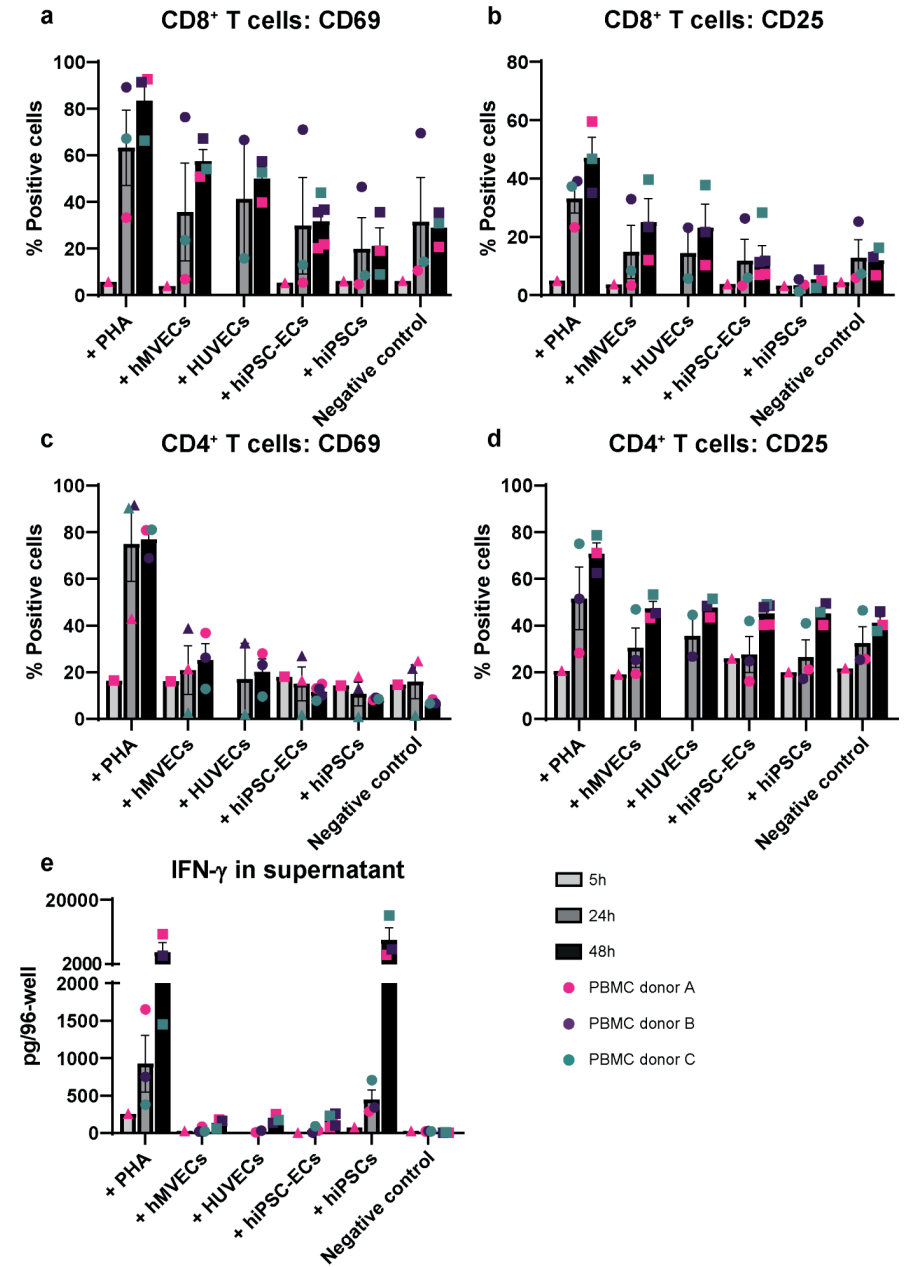 a
CD8+ T cells: CD69
% Positive cells
100
80
60
40
20
0
+ PHA
+ hMVECs
+ HUVECs
+ hiPSC-ECs
+ hiPSCs
Negative control
b
CD8+ T cells: CD25
% Positive cells
80
60
40
20
0
+ PHA
+ hMVECs
+ HUVECs
+ hiPSC-ECs
+ hiPSCs
Negative control
c
CD4+ T cells: CD69
% Positive cells
100
80
60
40
20
0
+ PHA
+ hMVECs
+ HUVECs
+ hiPSC-ECs
+ hiPSCs
Negative control
d
CD4+ T cells: CD25
% Positive cells
100
80
60
40
20
0
+ PHA
+ hMVECs
+ HUVECs
+ hiPSC-ECs
+ hiPSCs
Negative control
e
IFN-γ in supernatant
pg/96-well
20000
2000
2000
1500
1000
500
0
+ PHA
+ hMVECs
+ HUVECs
+ hiPSC-ECs
+ hiPSCs
Negative control
5h
24h
48h
PBMC donor A
PBMC donor B
PBMC donor C